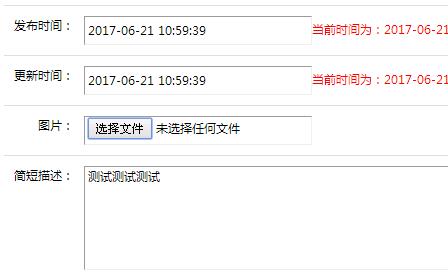 发布时间： 2017-06-21 10:59:39 当前时间为：2017-06-21
更新时间： 2017-06-21 10:59:39 当前时间为：2017-06-21
图片： 选择文件 未选择任何文件
简短描述： 测试测试测试